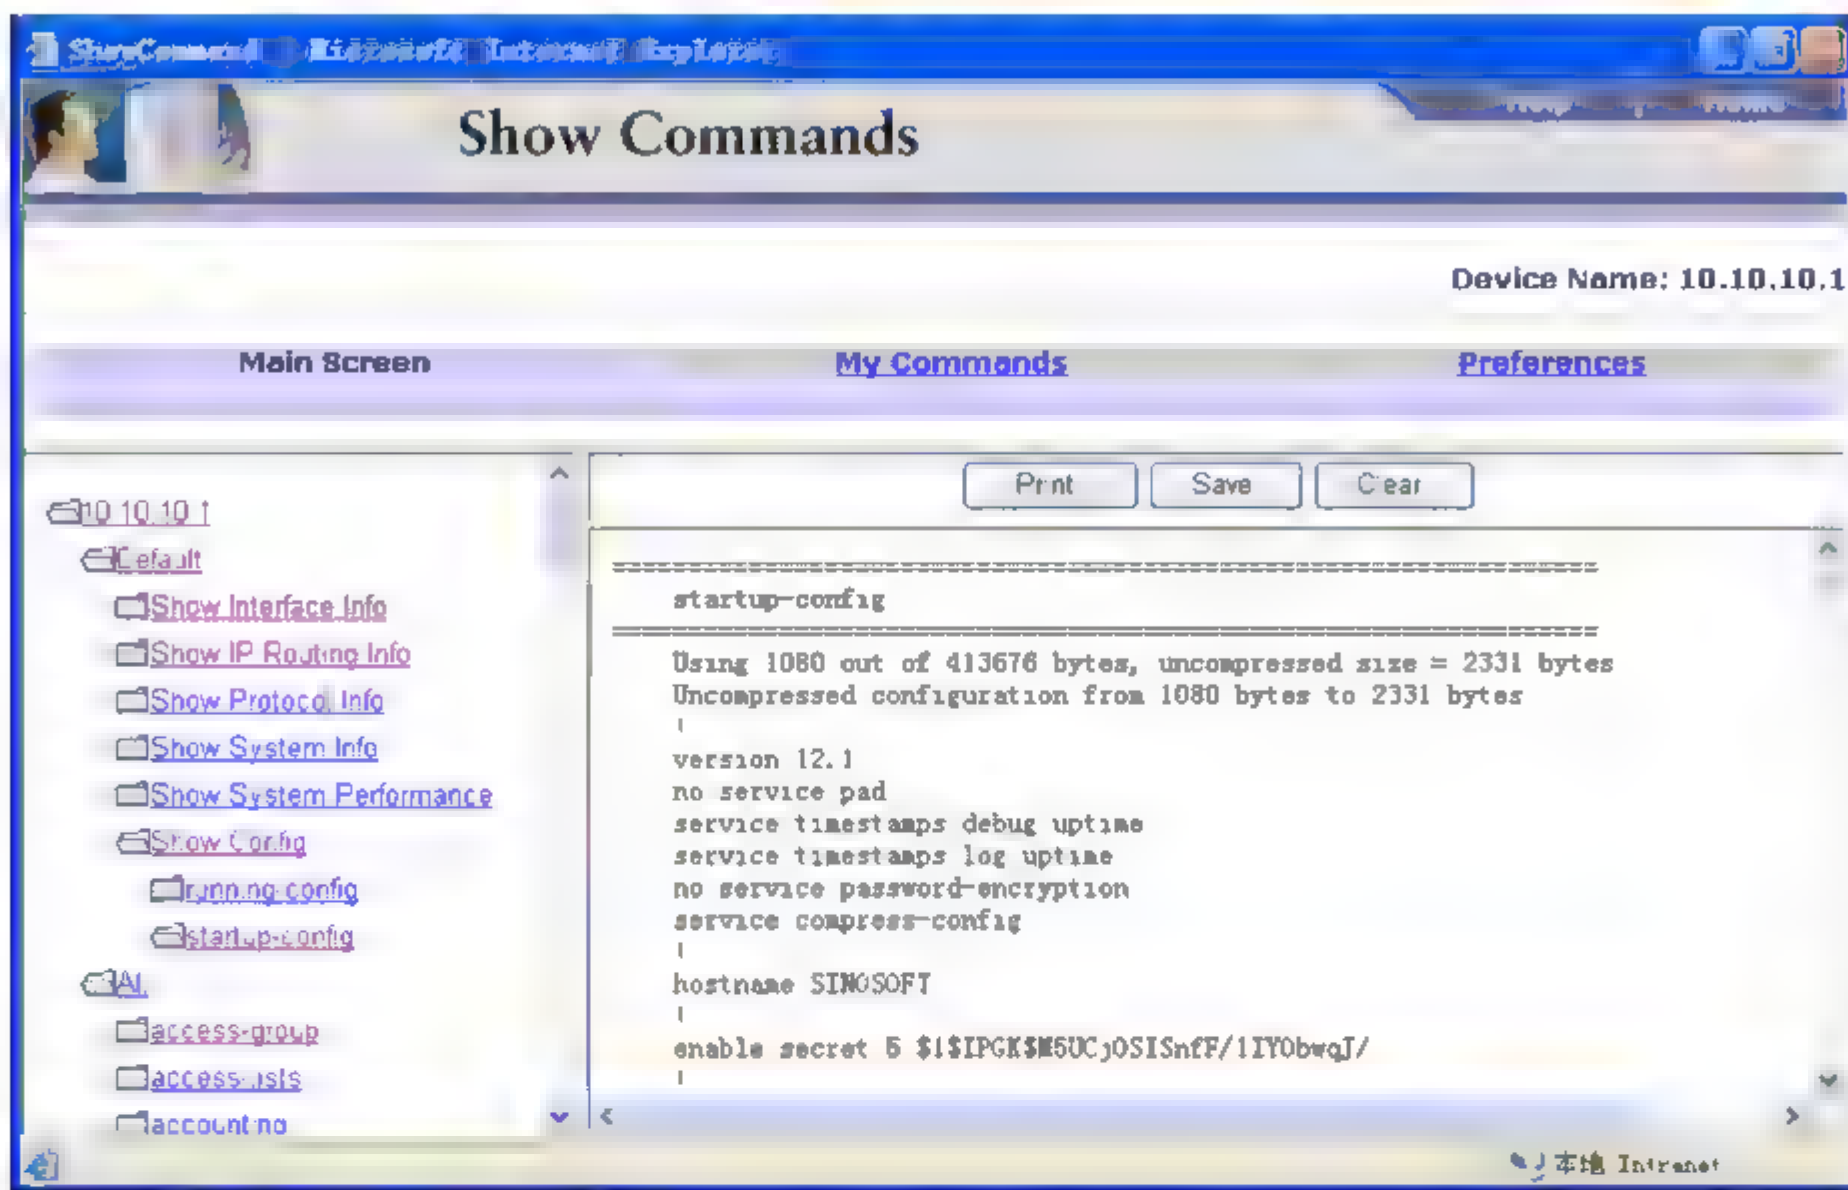 ShowCommand - Microsoft Internet Explorer
Show Commands
Device Name: 10.10.10.1
Main Screen
My Commands
Preferences
10.10.10.1
Default
Show Interface Info
Show IP Routing Info
Show Protocol Info
Show System Info
Show System Performance
Show Config
running-config
startup-config
All
access-group
access-lists
accounting
Print
Save
Clear
startup-config
Using 1080 out of 413676 bytes, uncompressed size = 2331 bytes
Uncompressed configuration from 1080 bytes to 2331 bytes
!
version 12.1
no service pad
service timestamps debug uptime
service timestamps log uptime
no service password-encryption
service compress-config
!
hostname SINOSOFT
!
enable secret 5
!
本地 Intranet